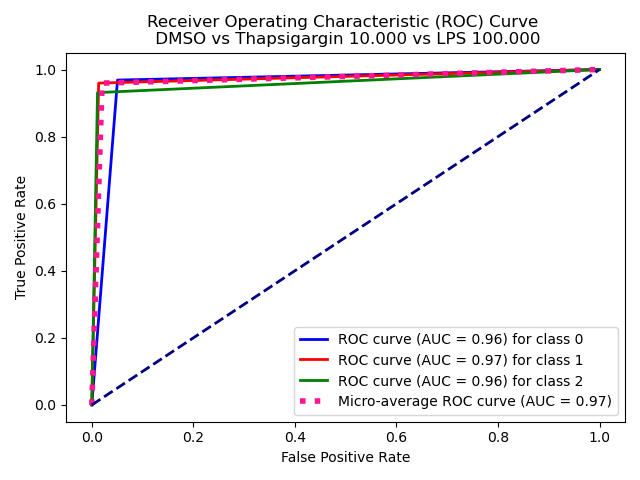 Receiver Operating Characteristic (ROC) Curve
DMSO vs Thapsigargin 10.000 vs LPS 100.000
True Positive Rate
1.0
0.8
0.6
0.4
0.2
0.0
ROC curve (AUC = 0.96) for class 0
ROC curve (AUC = 0.97) for class 1
ROC curve (AUC = 0.96) for class 2
Micro-average ROC curve (AUC = 0.97)
0.0 0.2 0.4 0.6 0.8 1.0
False Positive Rate